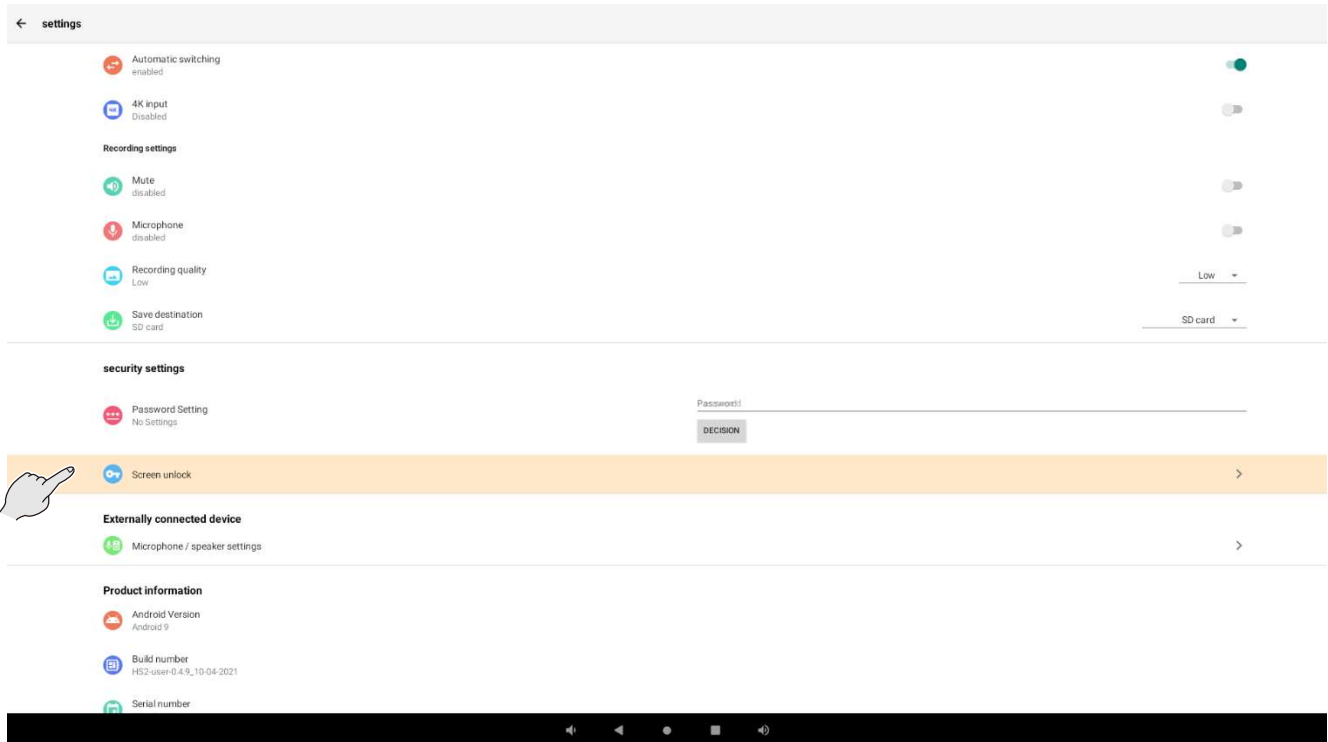 settings
Automatic switching
enabled
4K input
Disabled
Recording settings
Mute
disabled
Microphone
disabled
Recording quality
Low
Low
Save destination
SD card
SD card
security settings
Password Setting
No Settings
Password
DECISION
Screen unlock
Externally connected device
Microphone / speaker settings
Product information
Android Version
Android 9
Build number
HS2-user-0.4.9_10-04-2021
Serial number